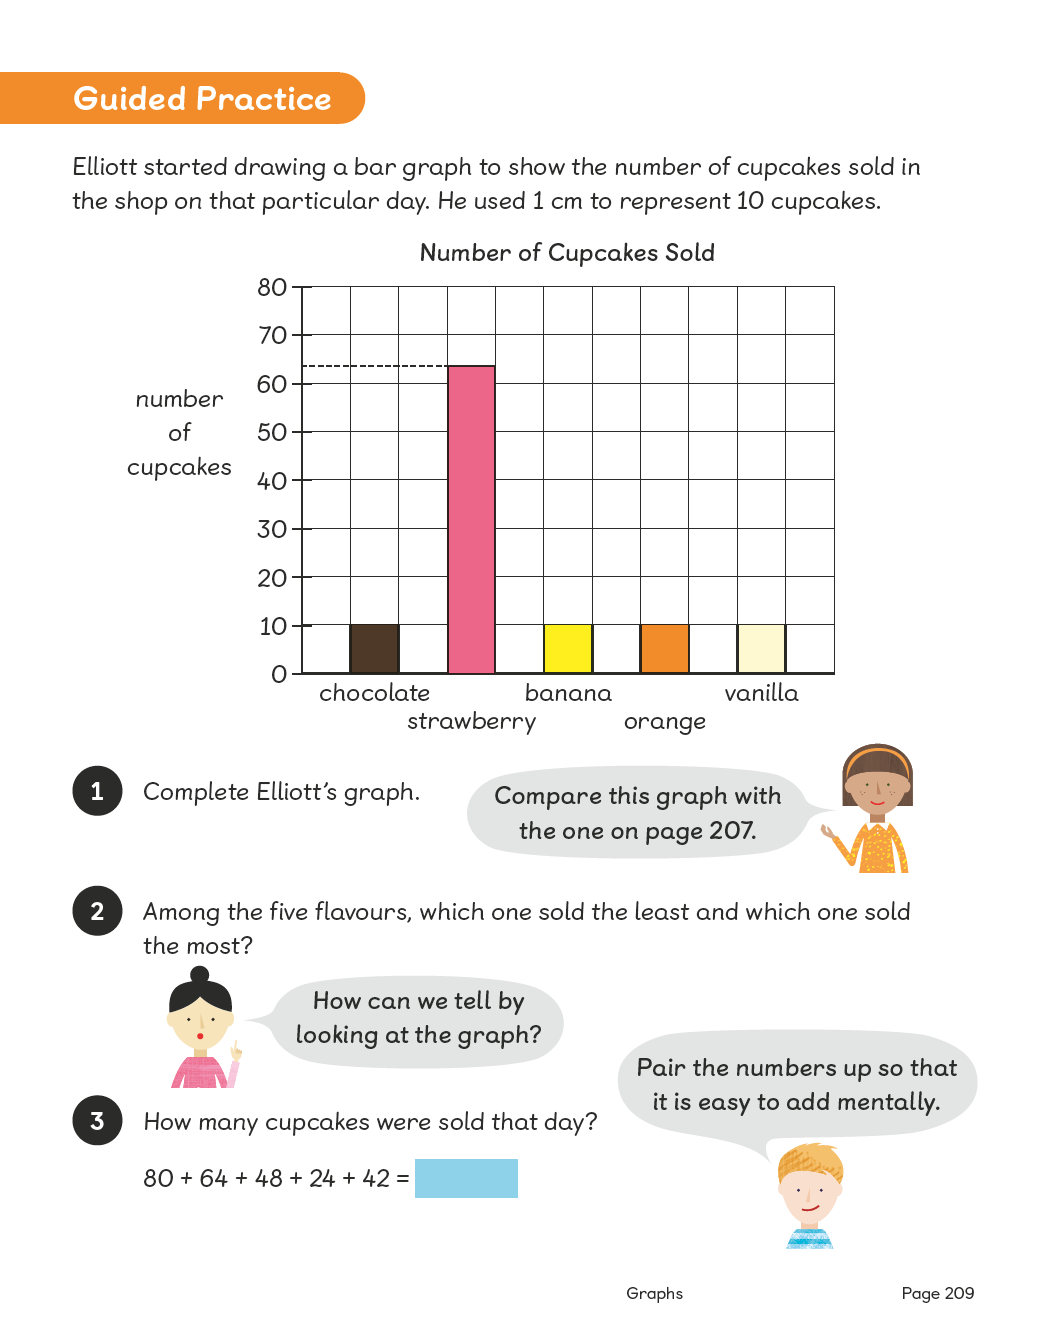 Guided Practice
Elliott started drawing a bar graph to show the number of cupcakes sold in
the shop on that particular day. He used 1 cm to represent 10 cupcakes.
Number of Cupcakes Sold
80
70
60
50
40
30
20
10
0
number
of
cupcakes
chocolate
strawberry
banana
orange
vanilla
1 Complete Elliott's graph.
Compare this graph with
the one on page 207.
2 Among the five flavours, which one sold the least and which one sold
the most?
How can we tell by
looking at the graph?
Pair the numbers up so that
it is easy to add mentally.
3 How many cupcakes were sold that day?
80 + 64 + 48 + 24 + 42 =
Graphs
Page 209